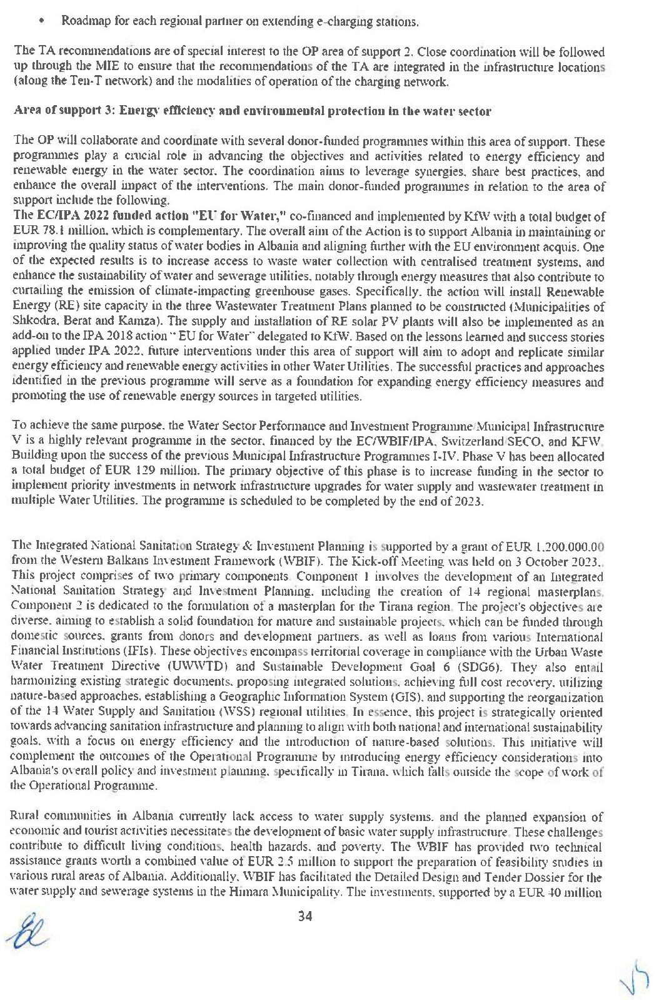 • Roadmap for each regional partner on extending e-charging stations.
The TA recommendations are of special interest to the OP area of support 2. Close coordination will be followed
up through the MIE to ensure that the recommendations of the TA are integrated in the infrastructure locations
(along the Ten-T network) and the modalities of operation of the charging network.
Area of support 3: Energy efficiency and environmental protection in the water sector
The OP will collaborate and coordinate with several donor-funded programmes within this area of support. These
programmes play a crucial role in advancing the objectives and activities related to energy efficiency and
renewable energy in the water sector. The coordination aims to leverage synergies, share best practices, and
enhance the overall impact of the interventions. The main donor-funded programmes in relation to the area of
support include the following.
The EC/IPA 2022 funded action "EU for Water," co-financed and implemented by KfW with a total budget of
EUR 78.1 million, which is complementary. The overall aim of the Action is to support Albania in maintaining or
improving the quality status of water bodies in Albania and aligning further with the EU environment acquis. One
of the expected results is to increase access to waste water collection with centralised treatment systems, and
enhance the sustainability of water and sewerage utilities, notably through energy measures that also contribute to
curtailing the emission of climate-impacting greenhouse gases. Specifically, the action will install Renewable
Energy (RE) site capacity in the three Wastewater Treatment Plans planned to be constructed (Municipalities of
Shkodra, Berat and Kamza). The supply and installation of RE solar PV plants will also be implemented as an
add-on to the IPA 2018 action " EU for Water" delegated to KfW. Based on the lessons learned and success stories
applied under IPA 2022, future interventions under this area of support will aim to adopt and replicate similar
energy efficiency and renewable energy activities in other Water Utilities. The successful practices and approaches
identified in the previous programme will serve as a foundation for expanding energy efficiency measures and
promoting the use of renewable energy sources in targeted utilities.
To achieve the same purpose, the Water Sector Performance and Investment Programme/Municipal Infrastructure
V is a highly relevant programme in the sector, financed by the EC/WBIF/IPA, Switzerland/SECO, and KFW.
Building upon the success of the previous Municipal Infrastructure Programmes I-IV, Phase V has been allocated
a total budget of EUR 129 million. The primary objective of this phase is to increase funding in the sector to
implement priority investments in network infrastructure upgrades for water supply and wastewater treatment in
multiple Water Utilities. The programme is scheduled to be completed by the end of 2023.
The Integrated National Sanitation Strategy & Investment Planning is supported by a grant of EUR 1,200,000.00
from the Western Balkans Investment Framework (WBIF). The Kick-off Meeting was held on 3 October 2023..
This project comprises of two primary components. Component 1 involves the development of an Integrated
National Sanitation Strategy and Investment Planning, including the creation of 14 regional masterplans.
Component 2 is dedicated to the formulation of a masterplan for the Tirana region. The project's objectives are
diverse, aiming to establish a solid foundation for mature and sustainable projects, which can be funded through
domestic sources, grants from donors and development partners, as well as loans from various International
Financial Institutions (IFIs). These objectives encompass territorial coverage in compliance with the Urban Waste
Water Treatment Directive (UWWTD) and Sustainable Development Goal 6 (SDG6). They also entail
harmonizing existing strategic documents, proposing integrated solutions, achieving full cost recovery, utilizing
nature-based approaches, establishing a Geographic Information System (GIS), and supporting the reorganization
of the 14 Water Supply and Sanitation (WSS) regional utilities. In essence, this project is strategically oriented
towards advancing sanitation infrastructure and planning to align with both national and international sustainability
goals, with a focus on energy efficiency and the introduction of nature-based solutions. This initiative will
complement the outcomes of the Operational Programme by introducing energy efficiency considerations into
Albania's overall policy and investment planning, specifically in Tirana, which falls outside the scope of work of
the Operational Programme.
Rural communities in Albania currently lack access to water supply systems, and the planned expansion of
economic and tourist activities necessitates the development of basic water supply infrastructure. These challenges
contribute to difficult living conditions, health hazards, and poverty. The WBIF has provided two technical
assistance grants worth a combined value of EUR 2.5 million to support the preparation of feasibility studies in
various rural areas of Albania. Additionally, WBIF has facilitated the Detailed Design and Tender Dossier for the
water supply and sewerage systems in the Himara Municipality. The investments, supported by a EUR 40 million
34